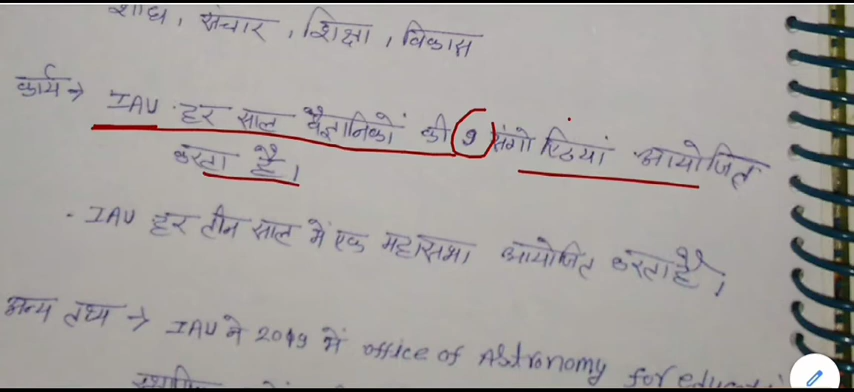 शोध, संचार, शिक्षा, विकास
कार्य → IAU हर साल वैज्ञानिकों की 9 संगोष्ठियां आयोजित
करता है।
. IAU हर तीन साल में एक महासभा आयोजित करता है।
अन्य तथ्य → IAU ने 2019 में office of Astronomy for educati